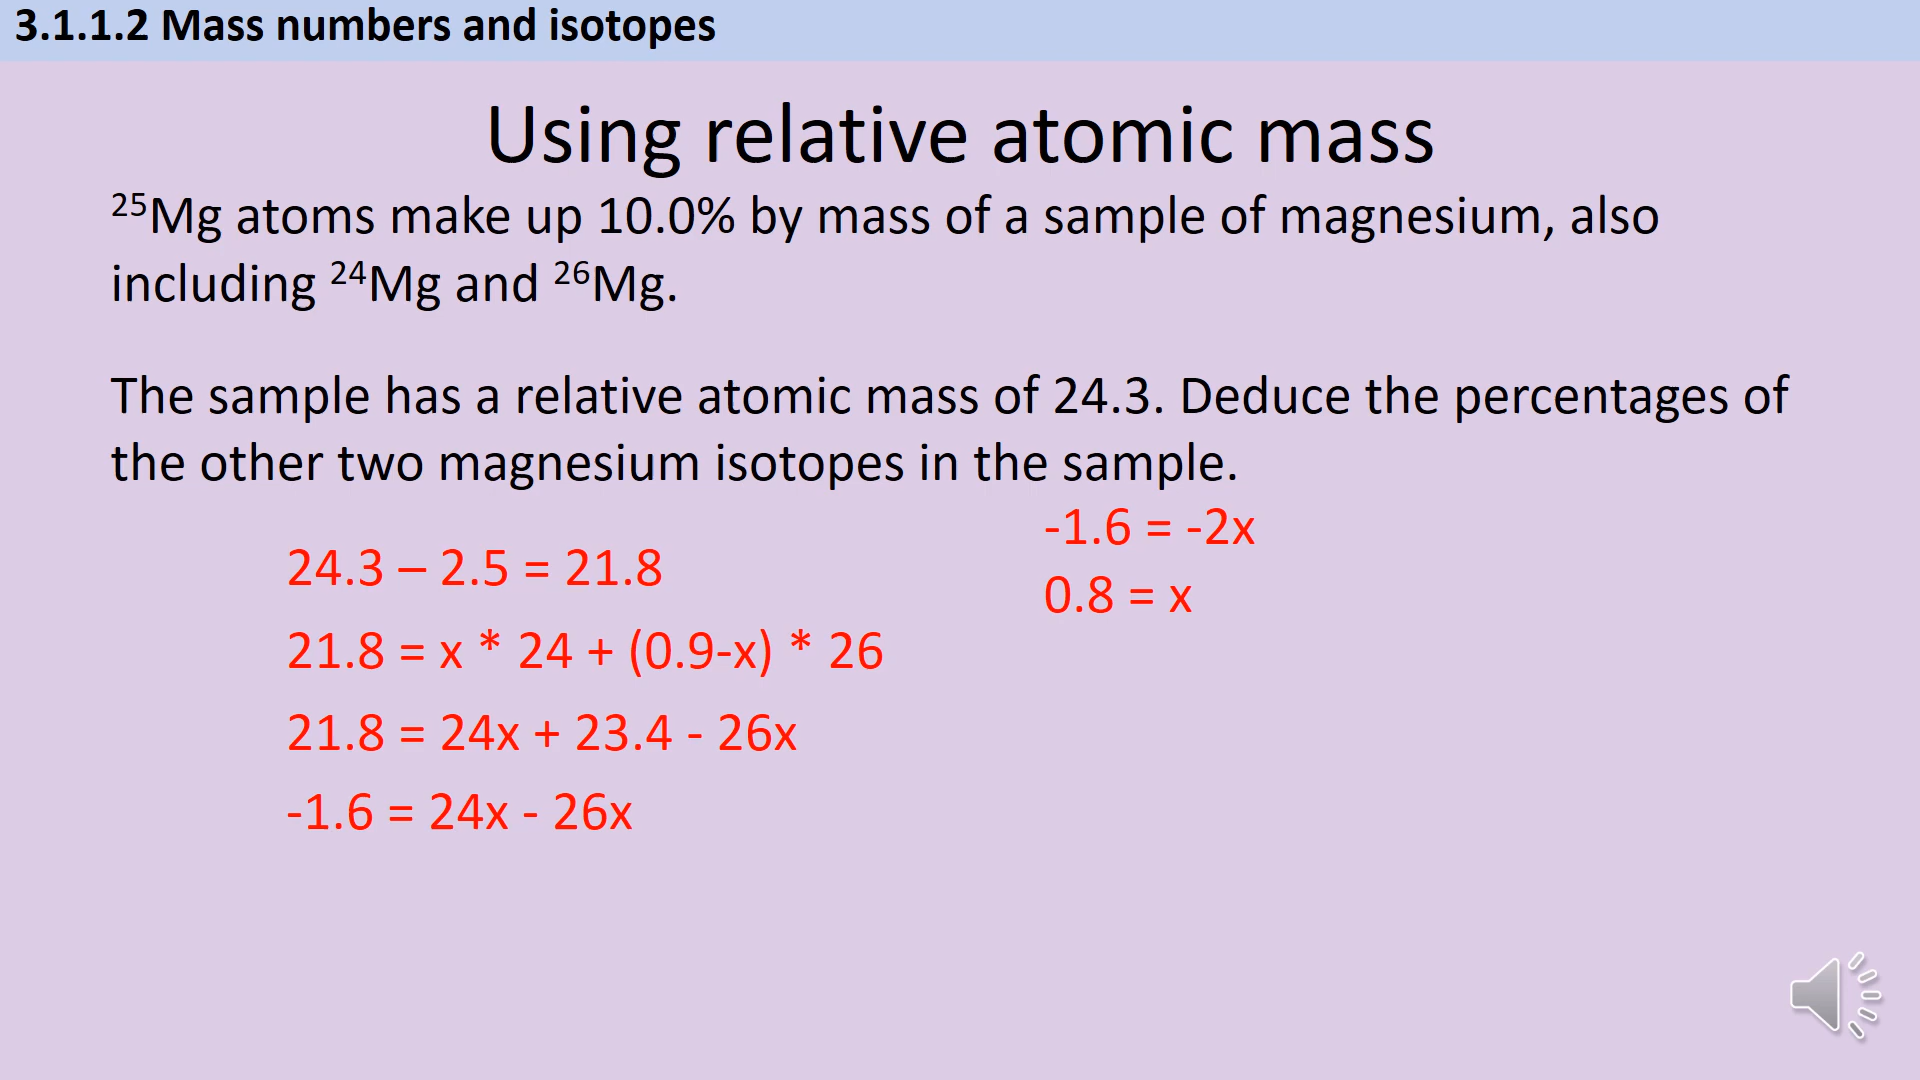 3.1.1.2 Mass numbers and isotopes
Using relative atomic mass
²⁵Mg atoms make up 10.0% by mass of a sample of magnesium, also
including ²⁴Mg and ²⁶Mg.
The sample has a relative atomic mass of 24.3. Deduce the percentages of
the other two magnesium isotopes in the sample.
24.3 – 2.5 = 21.8
21.8 = x * 24 + (0.9-x) * 26
21.8 = 24x + 23.4 - 26x
-1.6 = 24x - 26x
-1.6 = -2x
0.8 = x